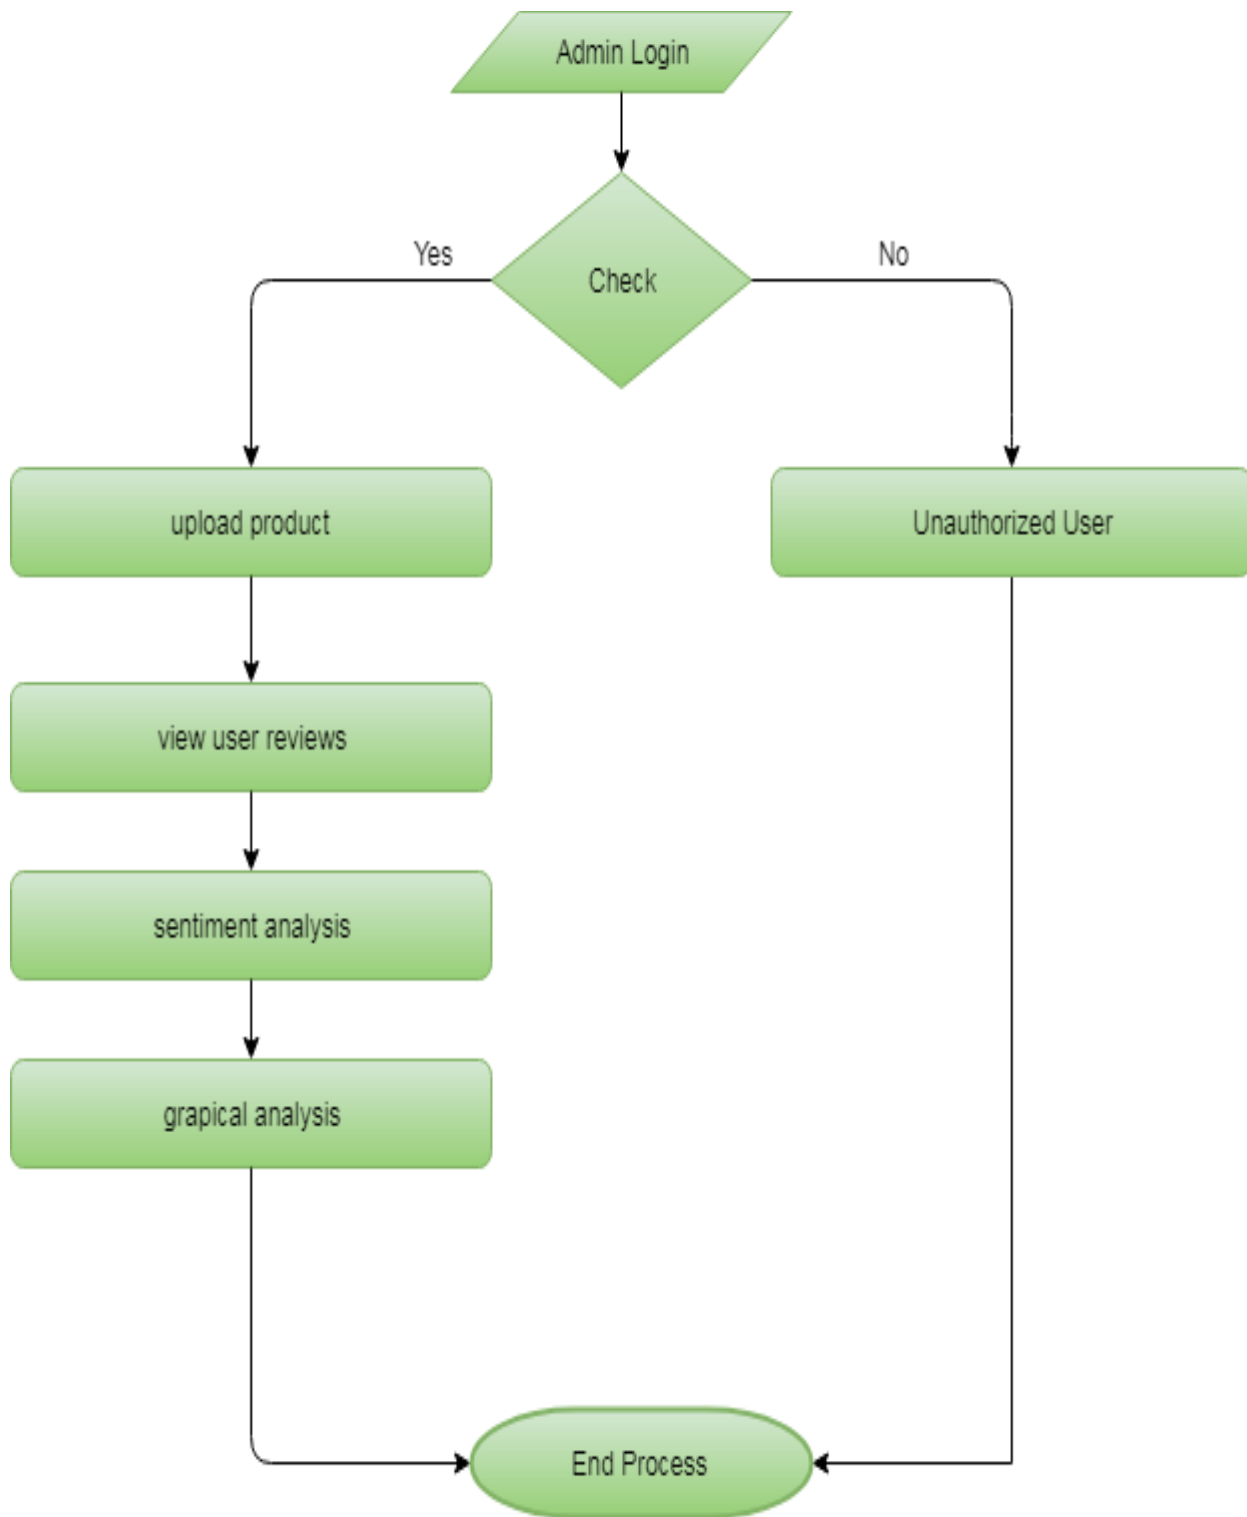 Admin Login
Yes
No
Check
upload product
Unauthorized User
view user reviews
sentiment analysis
grapical analysis
End Process